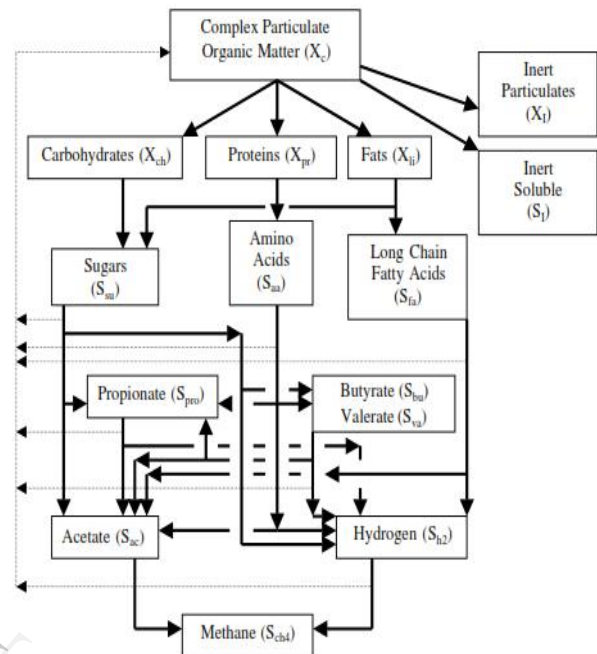 Complex Particulate
Organic Matter (Xc)
Inert
Particulates
(XI)
Carbohydrates (Xch)
Proteins (Xpr)
Fats (Xli)
Inert
Soluble
(SI)
Sugars
(Ssu)
Amino
Acids
(Saa)
Long Chain
Fatty Acids
(Sfa)
Propionate (Spro)
Butyrate (Sbu)
Valerate (Sva)
Acetate (Sac)
Hydrogen (Sh2)
Methane (Sch4)